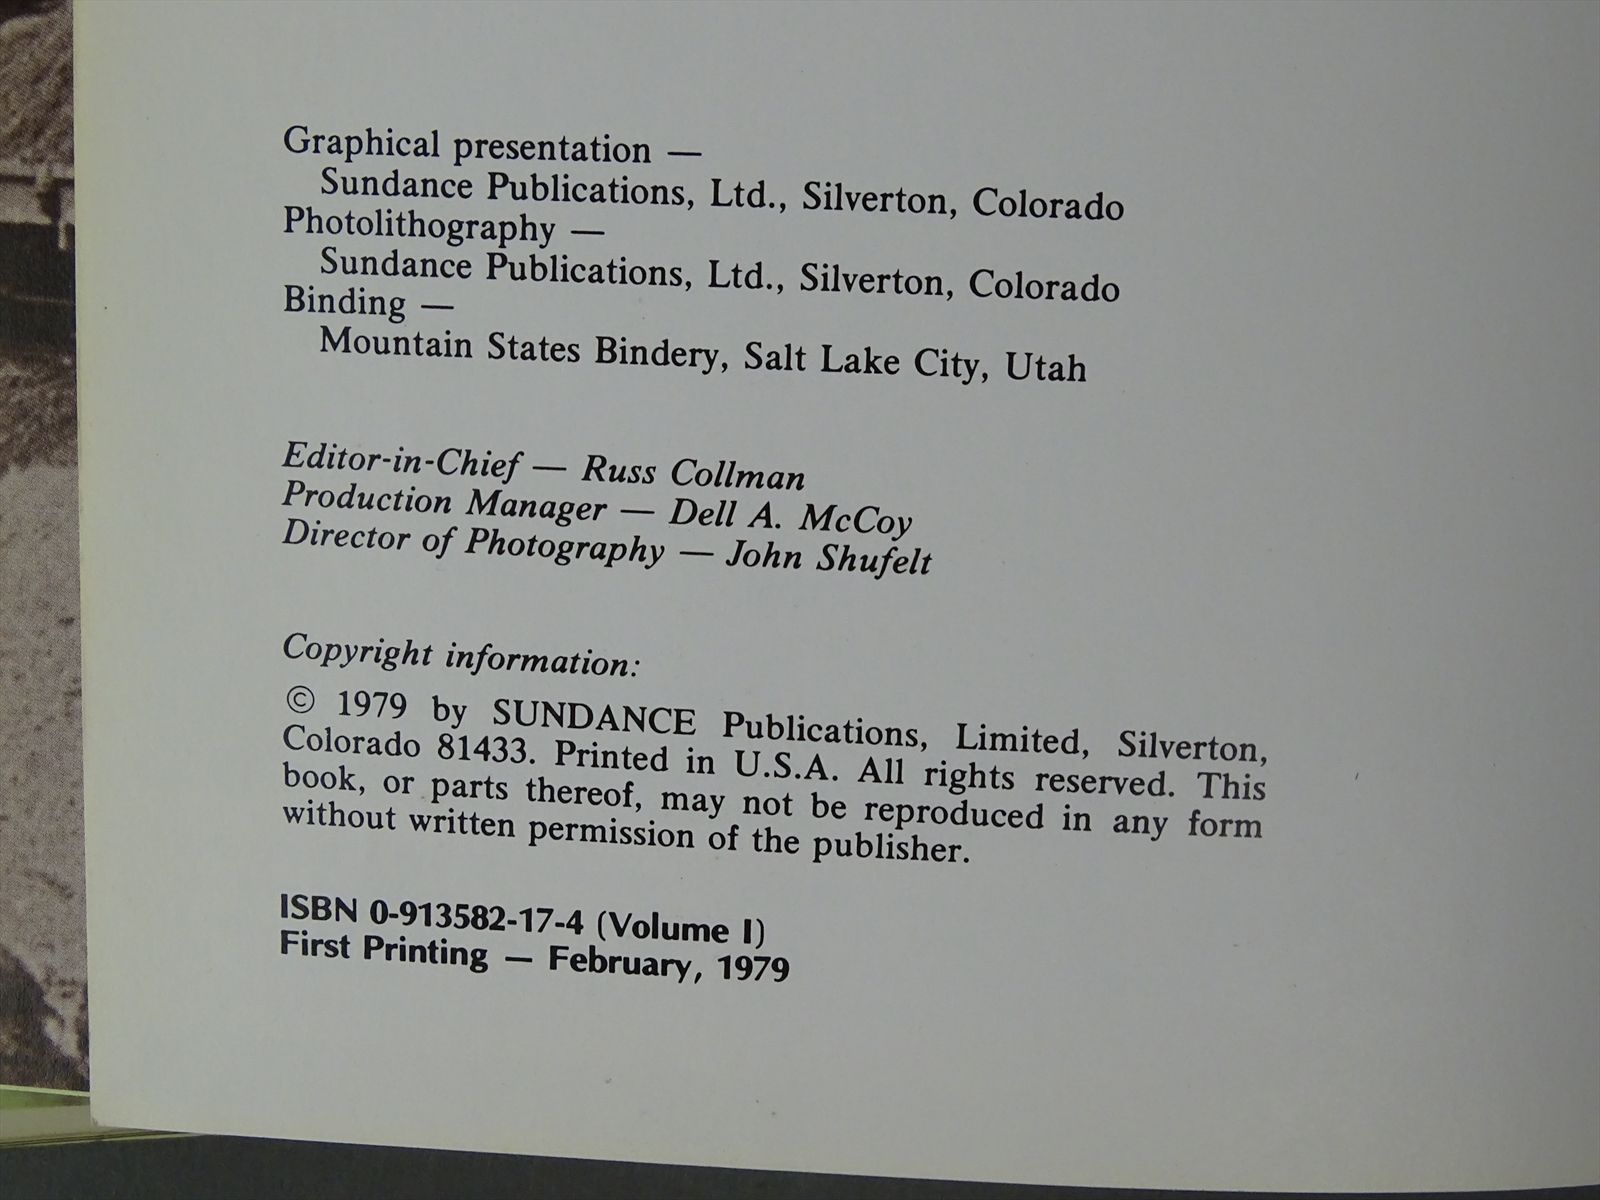 Graphical presentation —
Sundance Publications, Ltd., Silverton, Colorado
Photolithography —
Sundance Publications, Ltd., Silverton, Colorado
Binding —
Mountain States Bindery, Salt Lake City, Utah
Editor-in-Chief — Russ Collman
Production Manager — Dell A. McCoy
Director of Photography — John Shufelt
Copyright information:
© 1979 by SUNDANCE Publications, Limited, Silverton,
Colorado 81433. Printed in U.S.A. All rights reserved. This
book, or parts thereof, may not be reproduced in any form
without written permission of the publisher.
ISBN 0-913582-17-4 (Volume I)
First Printing — February, 1979